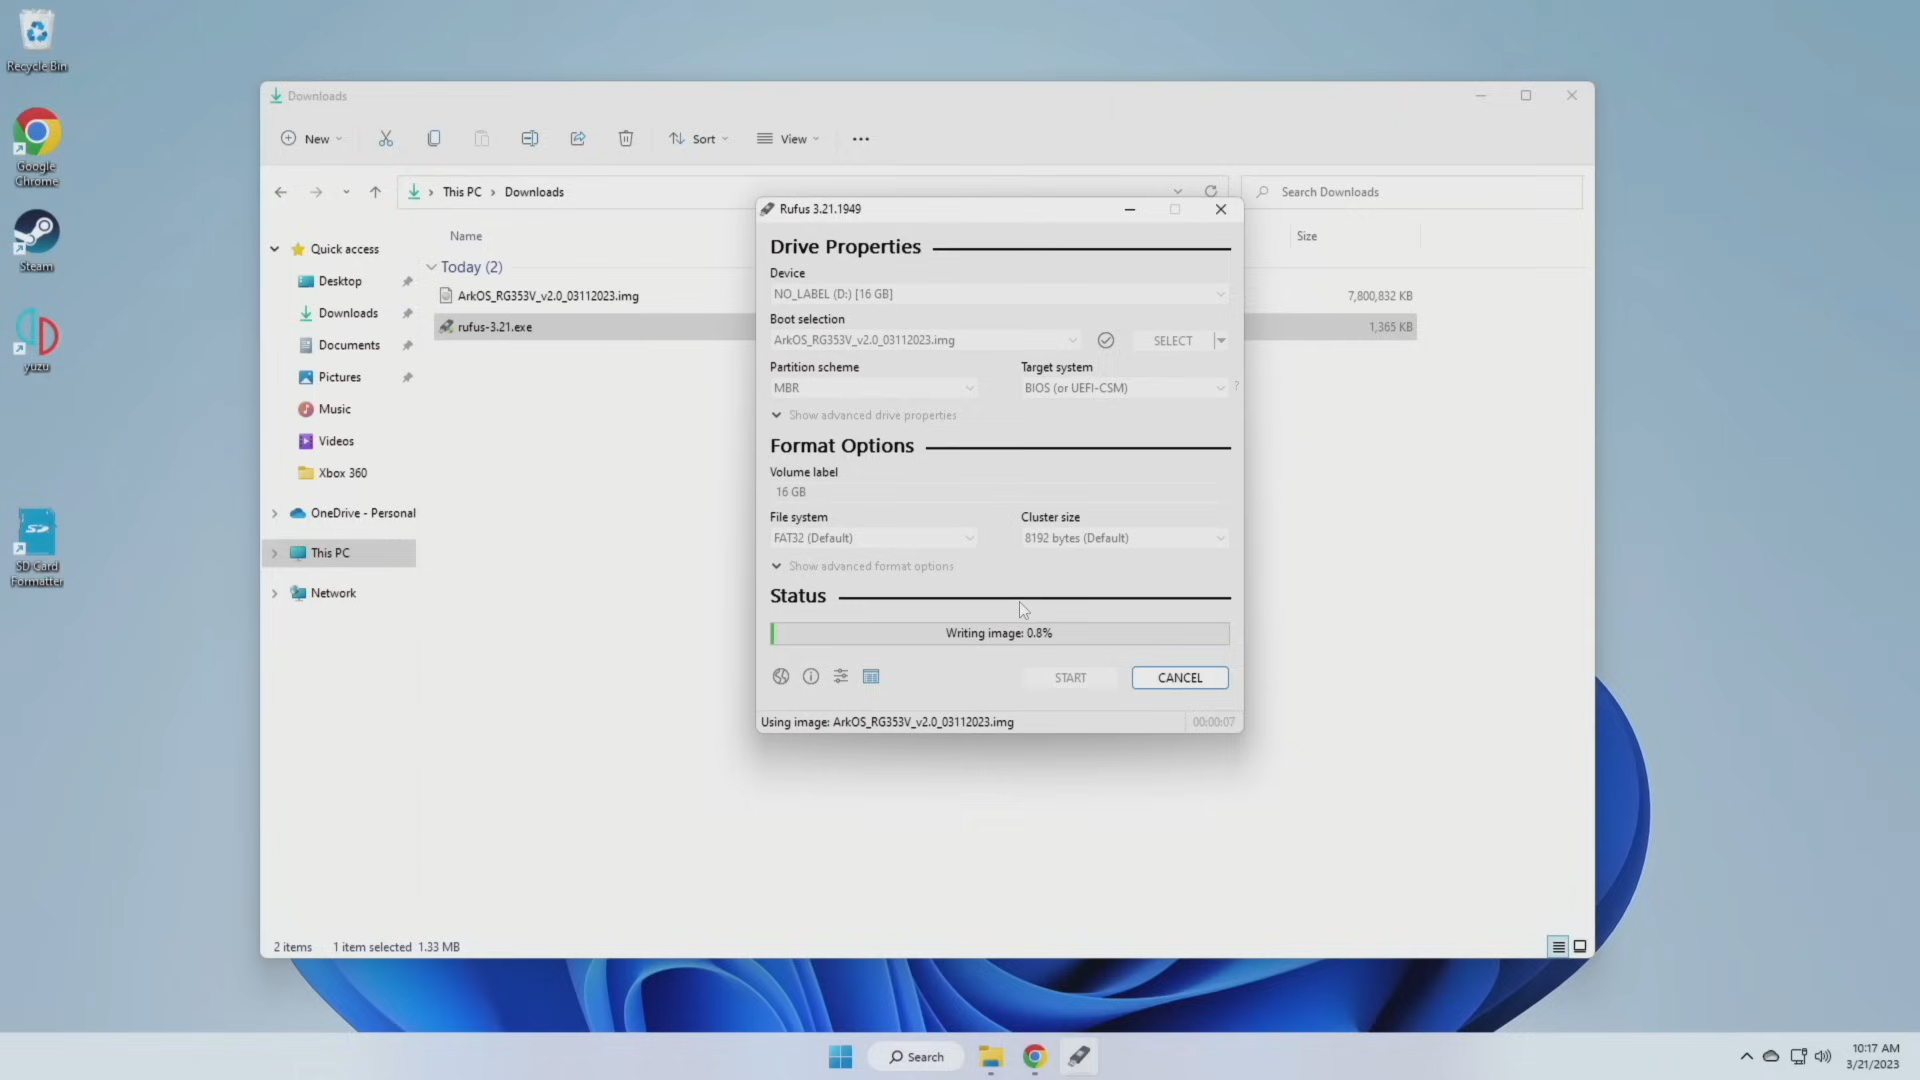 Recycle Bin
Google
Chrome
Steam
yuzu
SD Card
Formatter
Downloads
New
Sort
View
This PC
Downloads
Search Downloads
Quick access
Desktop
Downloads
Documents
Pictures
Music
Videos
Xbox 360
OneDrive - Personal
This PC
Network
Name
Size
Today (2)
ArkOS_RG353V_v2.0_03112023.img
7,800,832 KB
rufus-3.21.exe
1,365 KB
2 items
1 item selected 1.33 MB
Rufus 3.21.1949
Drive Properties
Device
NO_LABEL (D:) [16 GB]
Boot selection
ArkOS_RG353V_v2.0_03112023.img
SELECT
Partition scheme
Target system
MBR
BIOS (or UEFI-CSM)
?
Show advanced drive properties
Format Options
Volume label
16 GB
File system
Cluster size
FAT32 (Default)
8192 bytes (Default)
Show advanced format options
Status
Writing image: 0.8%
START
CANCEL
Using image: ArkOS_RG353V_v2.0_03112023.img
00:00:07
Search
10:17 AM
3/21/2023